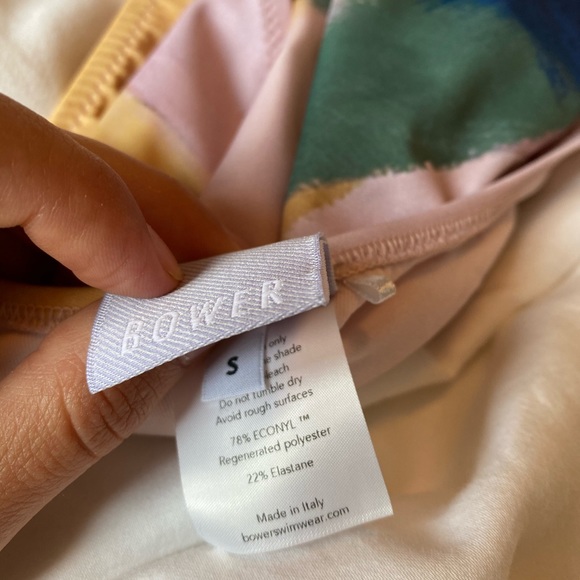 BOWER
S
only
shade
Do not tumble dry
Avoid rough surfaces
78% ECONYL ™
Regenerated polyester
22% Elastane
Made in Italy
bowerswimwear.com